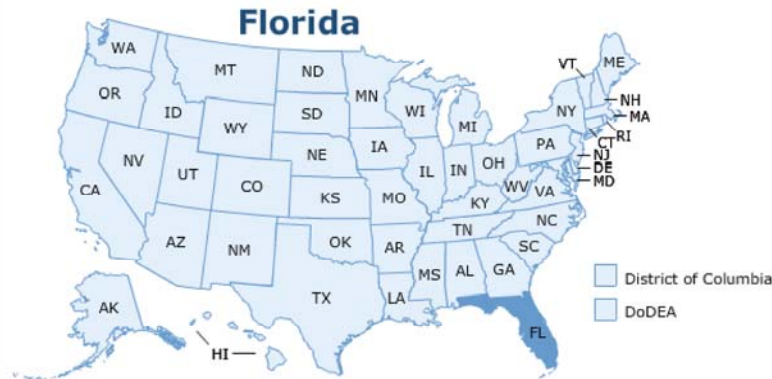 Florida
WA
MT
ND
MN
VT
ME
OR
ID
SD
WI
MI
NY
NH
MA
WY
RI
CT
IA
NE
PA
NJ
DE
MD
NV
UT
CO
IL
IN
OH
CA
KS
MO
WV
VA
KY
NC
TN
AZ
NM
OK
AR
SC
MS
AL
GA
TX
LA
District of Columbia
AK
DoDEA
FL
HI